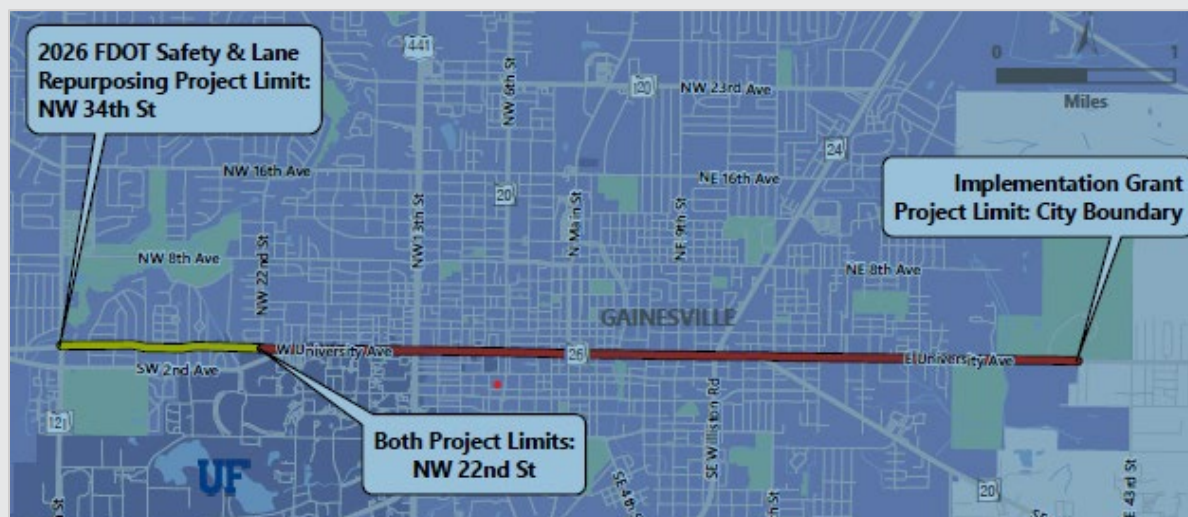 2026 FDOT Safety & Lane
Repurposing Project Limit:
NW 34th St
441
NW 6th St
120
NW 23rd Ave
0
1
Miles
24
NW 16th Ave
NE 16th Ave
20
Implementation Grant
Project Limit: City Boundary
NW 13th St
N Main St
NE 9th St
NW 22nd St
NW 8th Ave
NE 8th Ave
GAINESVILLE
W University Ave
26
E University Ave
SW 2nd Ave
121
Both Project Limits:
NW 22nd St
SE Williston Rd
UF
SE 4th
20
E 43rd St
St